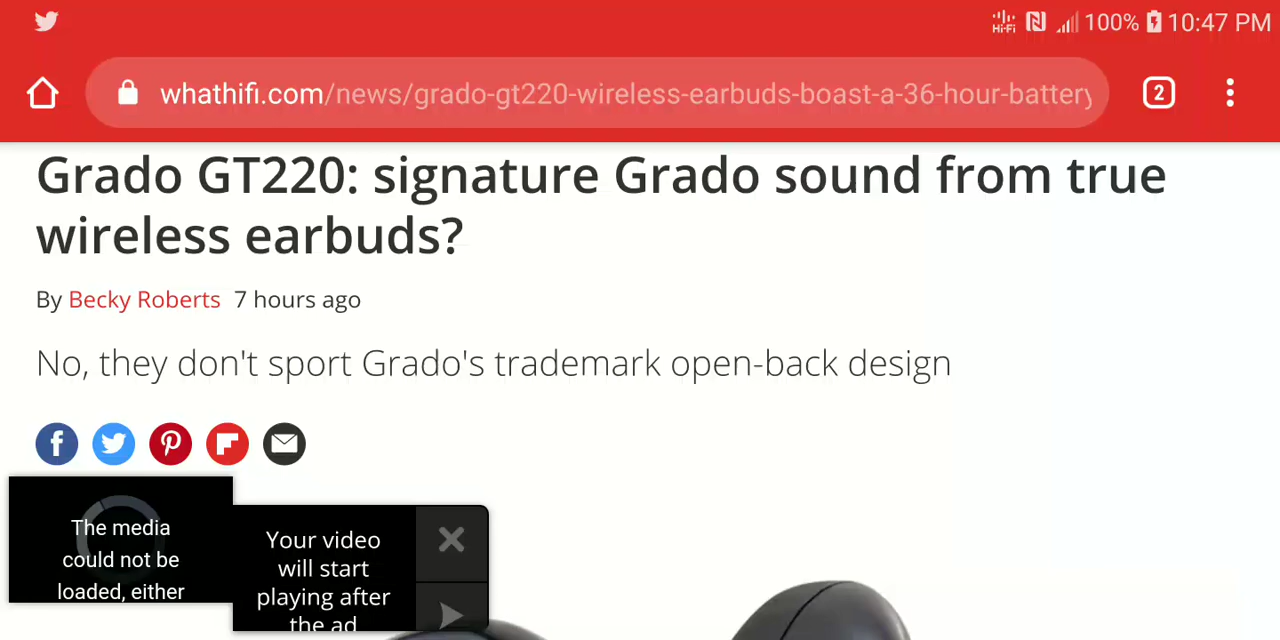 Hi-Fi 100% 10:47 PM
whathifi.com/news/grado-gt220-wireless-earbuds-boast-a-36-hour-battery
2
Grado GT220: signature Grado sound from true
wireless earbuds?
By Becky Roberts 7 hours ago
No, they don't sport Grado's trademark open-back design
The media
could not be
loaded, either
Your video
will start
playing after
the ad